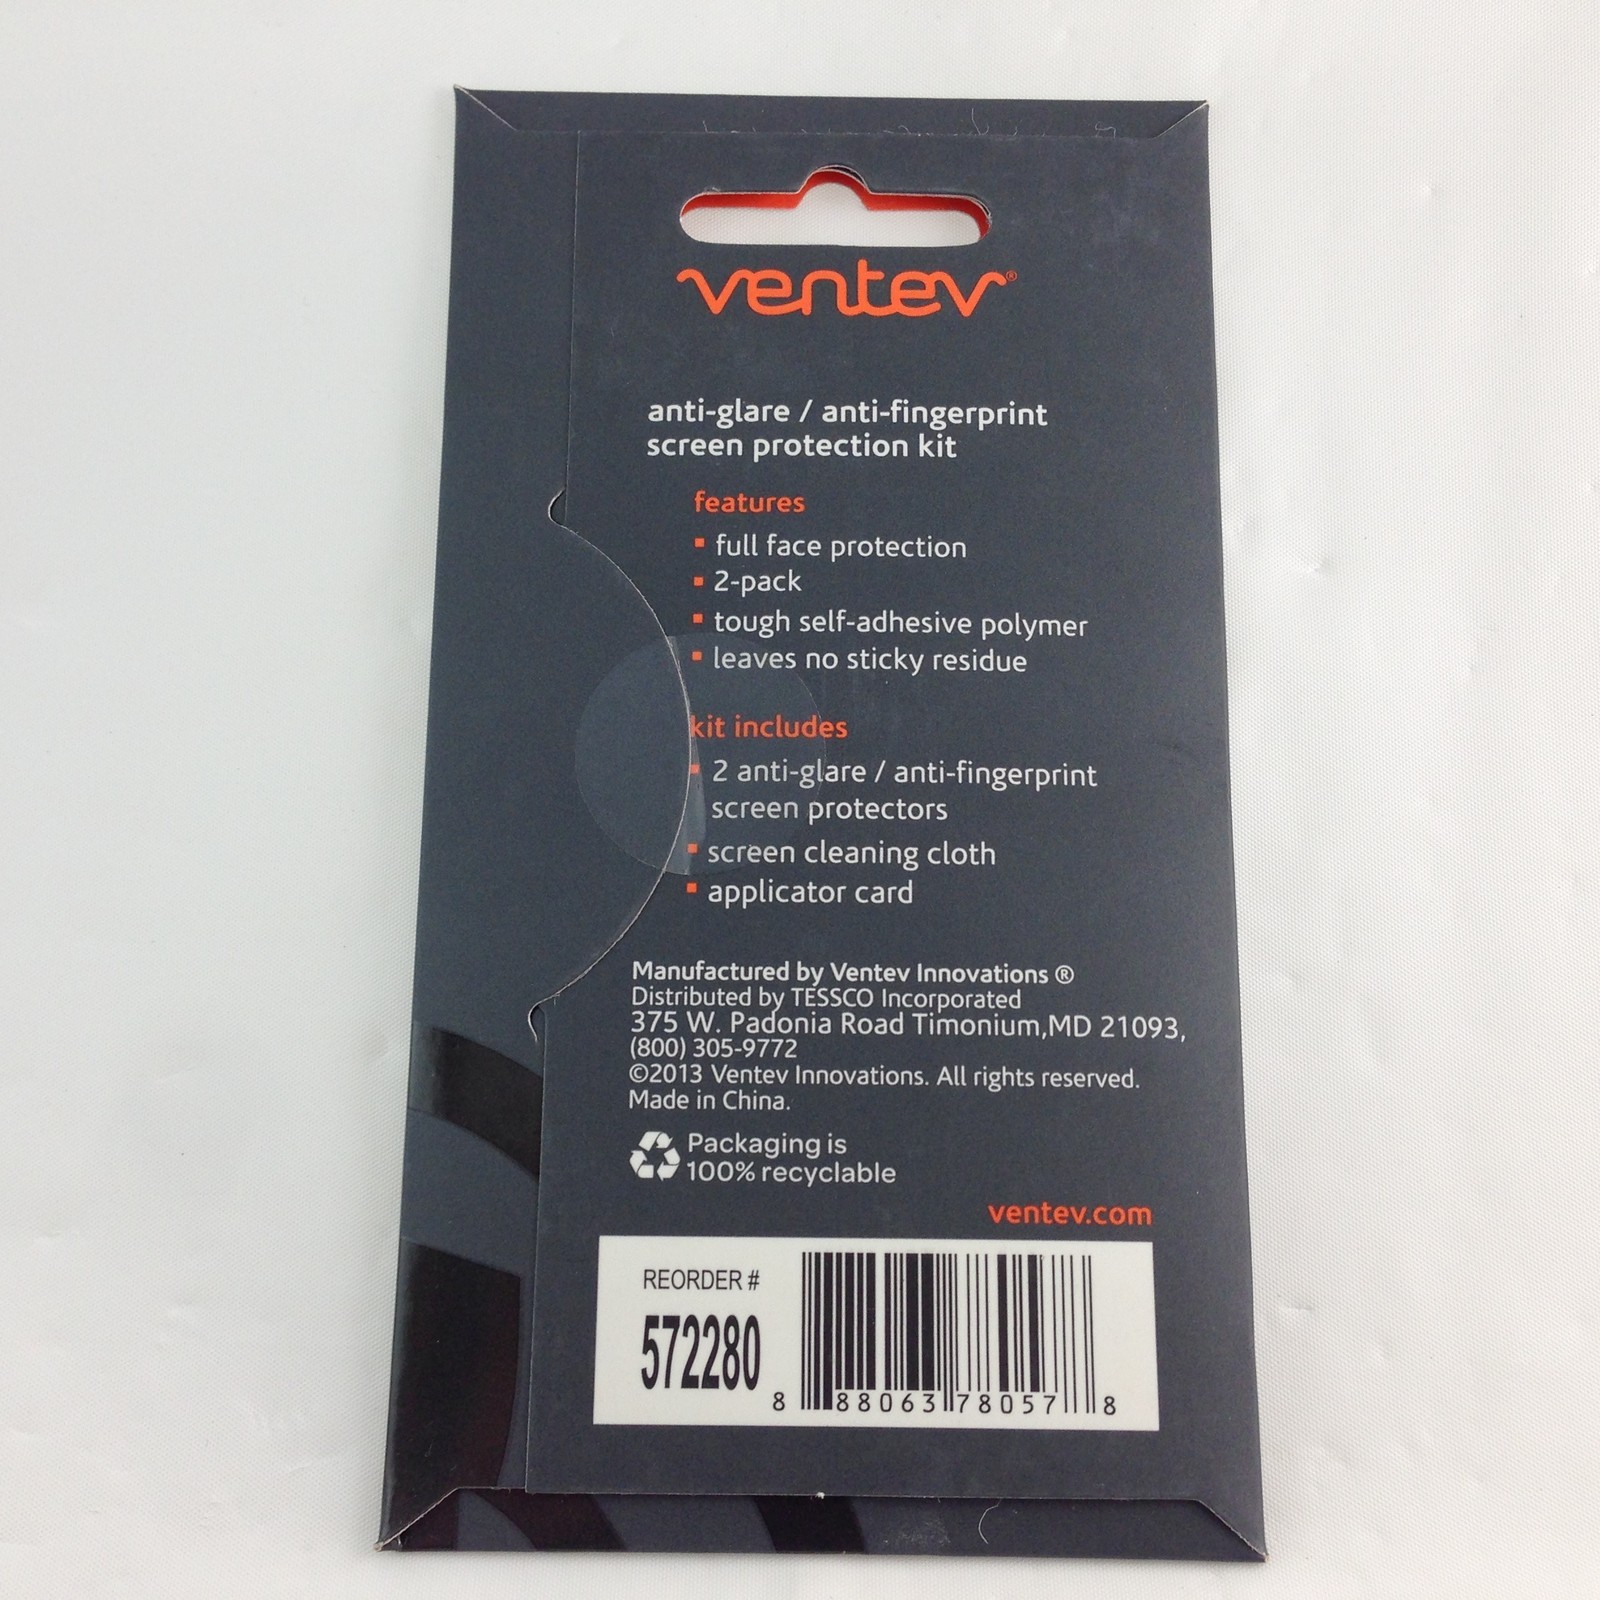 ventev®
anti-glare / anti-fingerprint
screen protection kit
features
▪ full face protection
▪ 2-pack
▪ tough self-adhesive polymer
▪ leaves no sticky residue
kit includes
▪ 2 anti-glare / anti-fingerprint
screen protectors
▪ screen cleaning cloth
▪ applicator card
Manufactured by Ventev Innovations ®
Distributed by TESSCO Incorporated
375 W. Padonia Road Timonium,MD 21093,
(800) 305-9772
©2013 Ventev Innovations. All rights reserved.
Made in China.
Packaging is
100% recyclable
ventev.com
REORDER #
572280
8 88063 78057 8